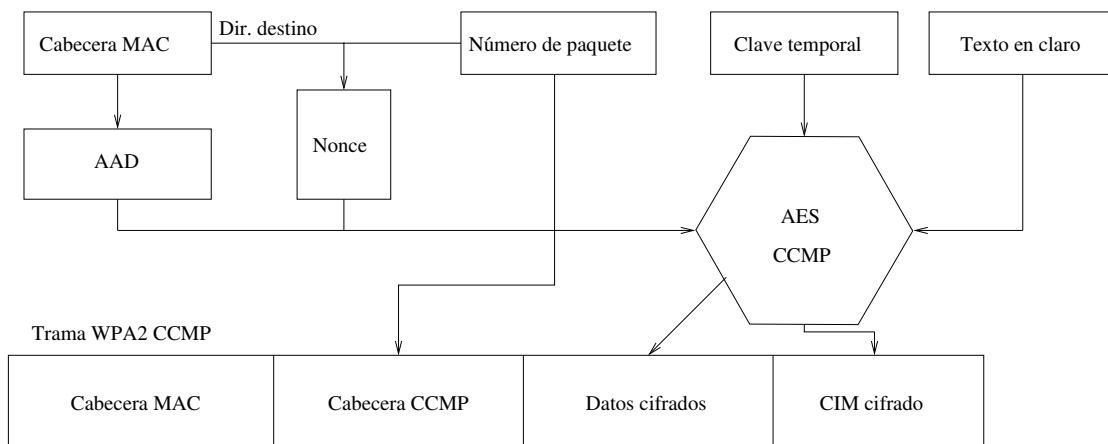 Cabecera MAC
Dir. destino
Número de paquete
Clave temporal
Texto en claro
AAD
Nonce
AES
CCMP
Trama WPA2 CCMP
Cabecera MAC
Cabecera CCMP
Datos cifrados
CIM cifrado